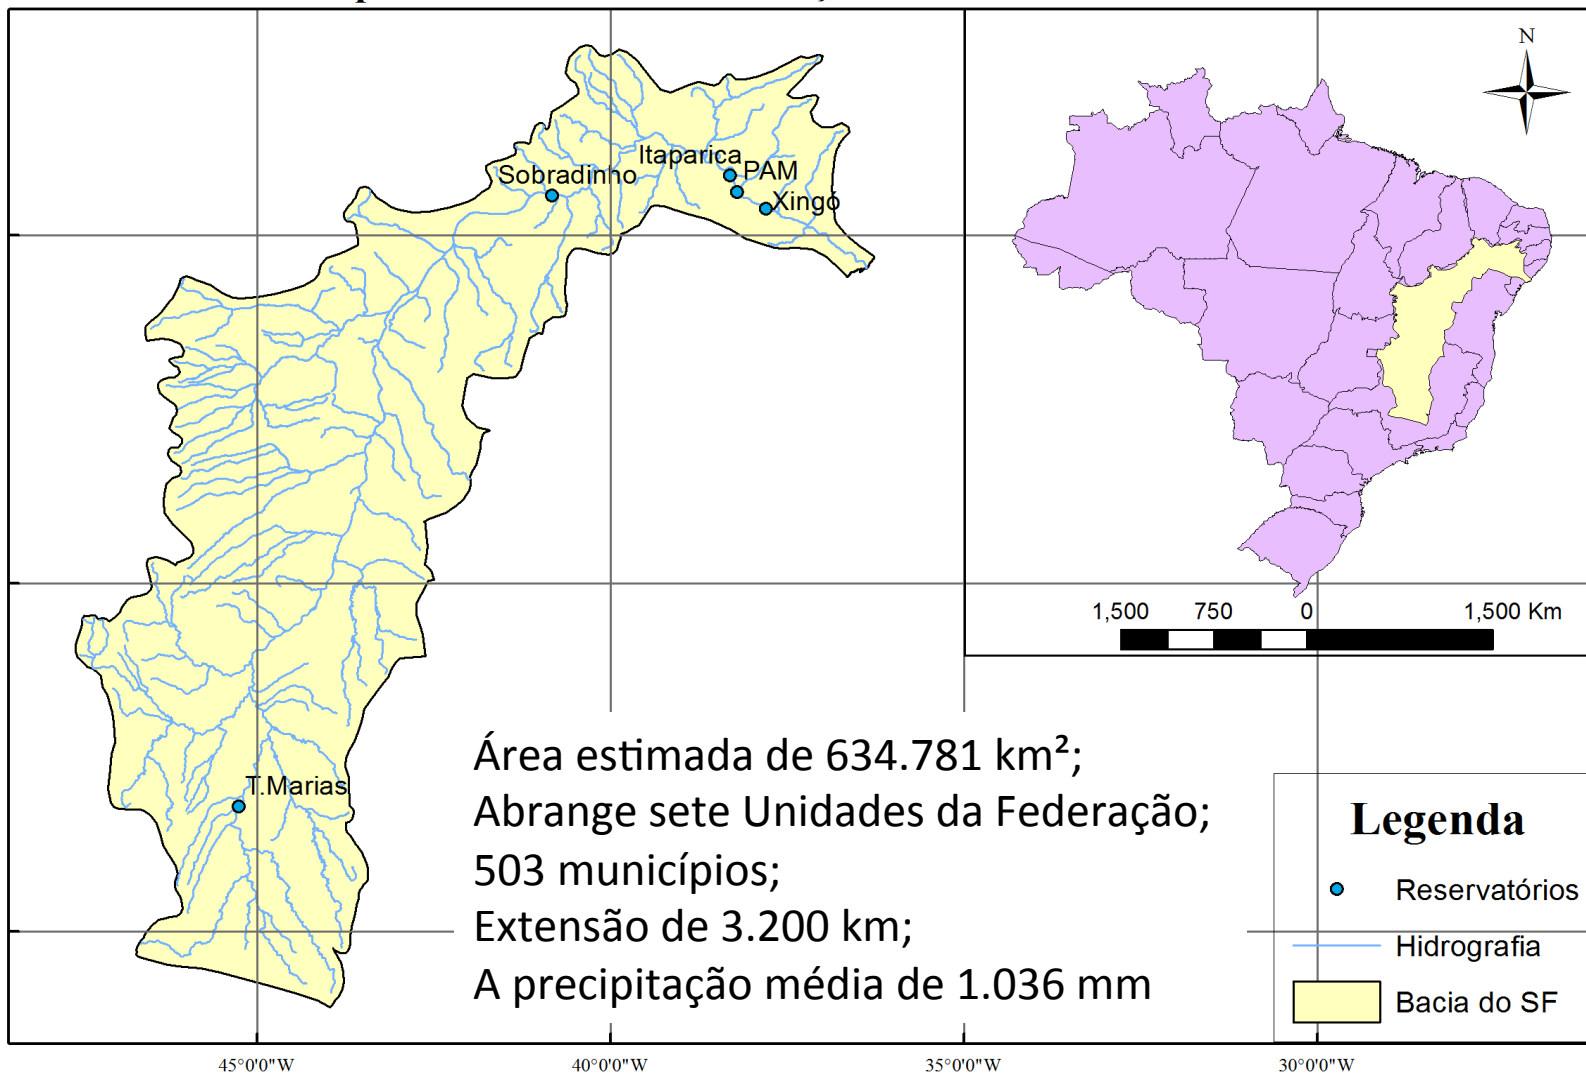 N
Itaparica
PAM
Sobradinho
Xingó
1,500 750 0 1,500 Km
T.Marias
Área estimada de 634.781 km²;
Abrange sete Unidades da Federação;
503 municípios;
Extensão de 3.200 km;
A precipitação média de 1.036 mm
Legenda
Reservatórios
Hidrografia
Bacia do SF
45°0'0"W 40°0'0"W 35°0'0"W 30°0'0"W